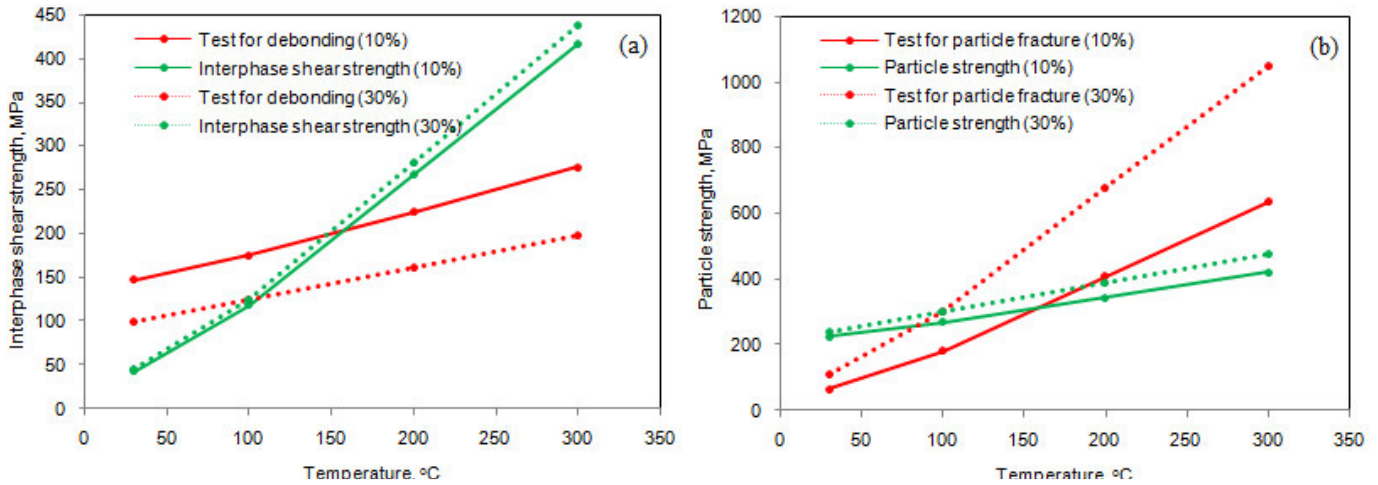 450
400
350
300
250
200
150
100
50
0
Interphase shear strength, MPa
Test for debonding (10%)
Interphase shear strength (10%)
Test for debonding (30%)
Interphase shear strength (30%)
(a)
0 50 100 150 200 250 300 350
Temperature, °C
1200
1000
800
600
400
200
0
Particle strength, MPa
Test for particle fracture (10%)
Particle strength (10%)
Test for particle fracture (30%)
Particle strength (30%)
(b)
0 50 100 150 200 250 300 350
Temperature, °C